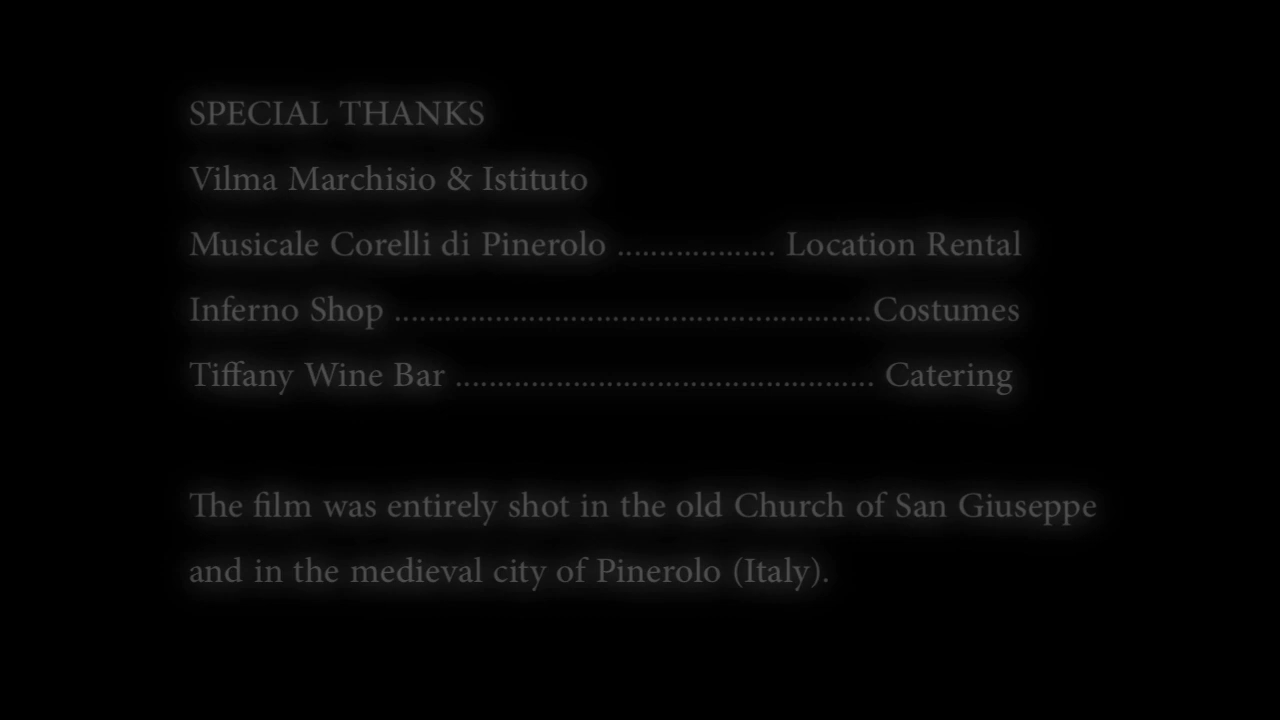 SPECIAL THANKS
Vilma Marchisio & Istituto
Musicale Corelli di Pinerolo ................... Location Rental
Inferno Shop .........................................................Costumes
Tiffany Wine Bar .................................................. Catering
The film was entirely shot in the old Church of San Giuseppe
and in the medieval city of Pinerolo (Italy).